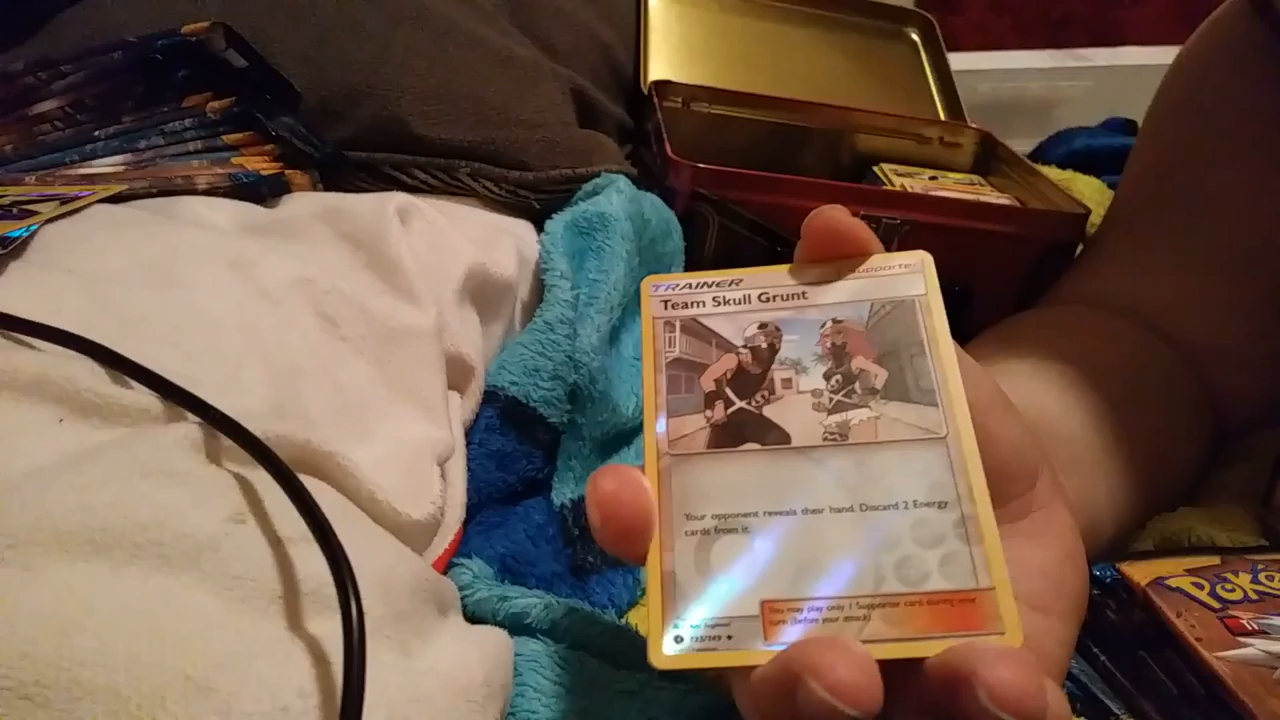 TRAINER
Supporter
Team Skull Grunt
Your opponent reveals their hand. Discard 2 Energy
cards from it.
You may play only 1 Supporter card during your
turn (before your attack).
133/149
POKé